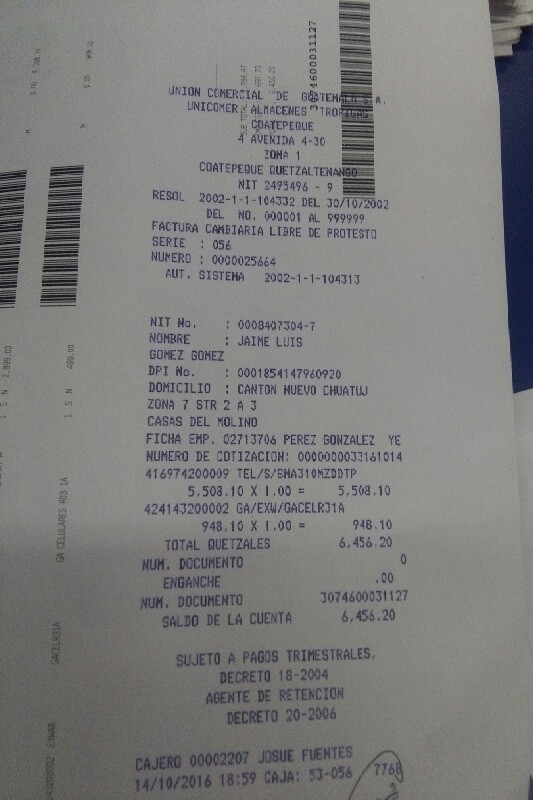 UNION COMERCIAL DE GUATEMALA S.A.
UNICOMER ALMACENES TROPIGAS
COATEPEQUE
4 AVENIDA 4-30
ZONA 1
COATEPEQUE QUETZALTENANGO
NIT 2495496 - 9
RESOL 2002-1-1-104332 DEL 30/10/2002
DEL NO. 000001 AL 999999
FACTURA CAMBIARIA LIBRE DE PROTESTO
SERIE : 056
NUMERO : 0000025664
AUT. SISTEMA 2002-1-1-104313
NIT No. : 0008407304-7
NOMBRE : JAIME LUIS
GOMEZ GOMEZ
DPI No. : 0001854147960920
DOMICILIO : CANTON NUEVO CHUATUJ
ZONA 7 STR 2 A 3
CASAS DEL MOLINO
FICHA EMP. 02713706 PEREZ GONZALEZ YE
NUMERO DE COTIZACION: 0000000033161014
416974200009 TEL/S/SMA310MZDDTP
5,508.10 X 1.00 = 5,508.10
424143200002 GA/EXW/GACELR31A
948.10 X 1.00 = 948.10
TOTAL QUETZALES 6,456.20
NUM. DOCUMENTO 0
ENGANCHE .00
NUM. DOCUMENTO 3074600031127
SALDO DE LA CUENTA 6,456.20
SUJETO A PAGOS TRIMESTRALES,
DECRETO 18-2004
AGENTE DE RETENCION
DECRETO 20-2006
CAJERO 00002207 JOSUE FUENTES
14/10/2016 18:59 CAJA: 53-056 7768
3074600031127
1 S N 2,899.00
1 S N 499.00
GA CELULARES R03 1A
GACELR31A
EXWAR